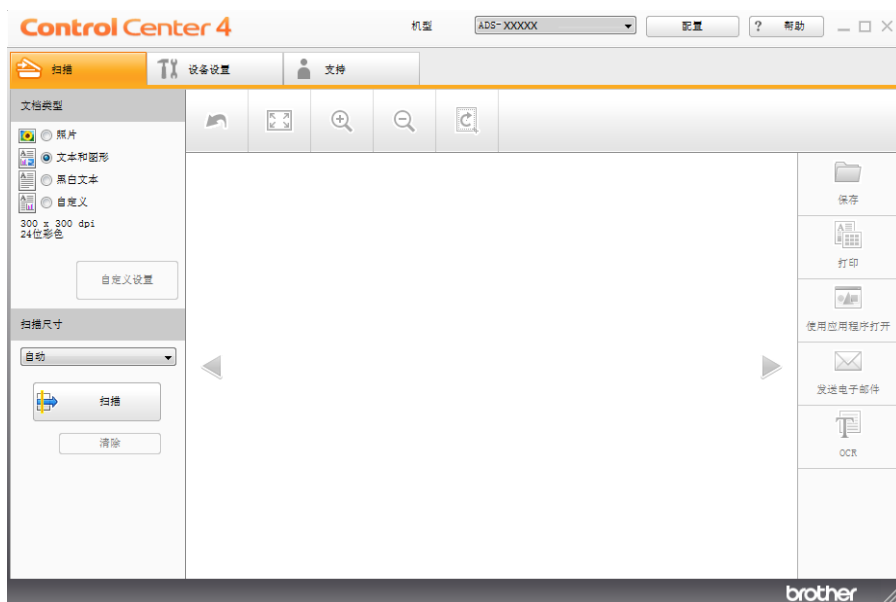 Control Center 4
机型
ADS-XXXXX
配置
? 帮助
扫描
设备设置
支持
文档类型
照片
文本和图形
黑白文本
自定义
300 x 300 dpi
24位彩色
自定义设置
扫描尺寸
自动
扫描
清除
保存
打印
使用应用程序打开
发送电子邮件
OCR
brother